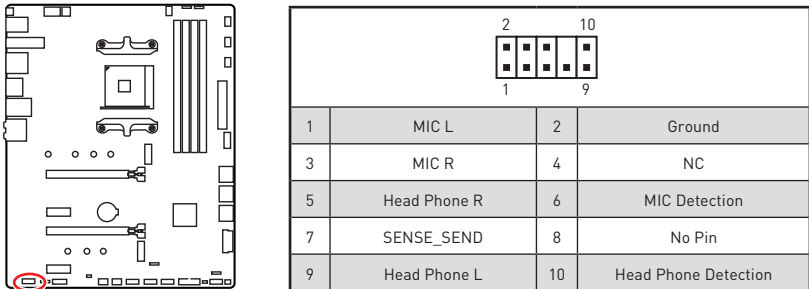 2 10
1 9
1 MIC L 2 Ground
3 MIC R 4 NC
5 Head Phone R 6 MIC Detection
7 SENSE_SEND 8 No Pin
9 Head Phone L 10 Head Phone Detection